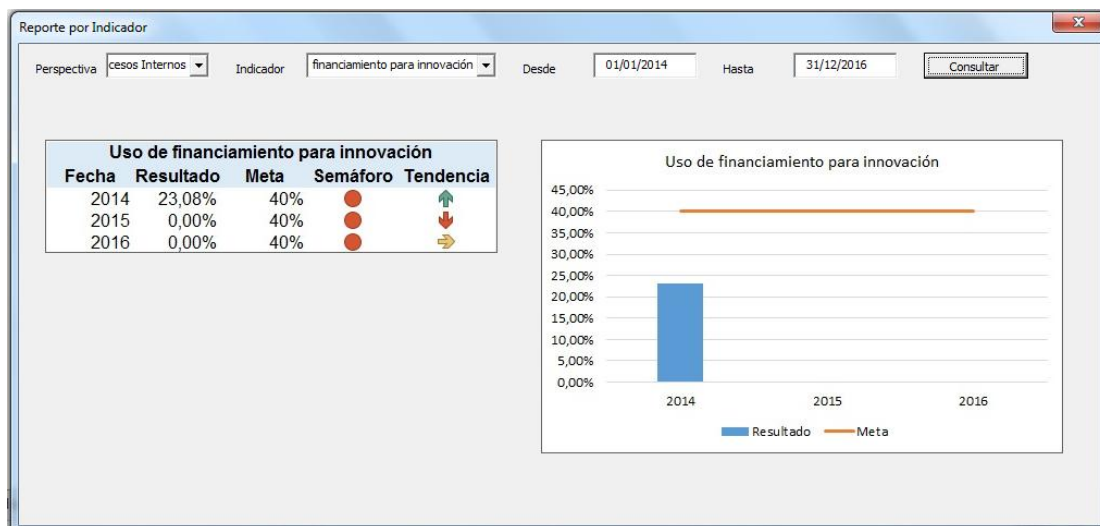 Reporte por Indicador
Perspectiva cesos Internos Indicador financiamiento para innovación Desde 01/01/2014 Hasta 31/12/2016 Consultar
Uso de financiamiento para innovación
Fecha Resultado Meta Semáforo Tendencia
2014 23,08% 40%
2015 0,00% 40%
2016 0,00% 40%
Uso de financiamiento para innovación
45,00%
40,00%
35,00%
30,00%
25,00%
20,00%
15,00%
10,00%
5,00%
0,00%
2014 2015 2016
Resultado Meta